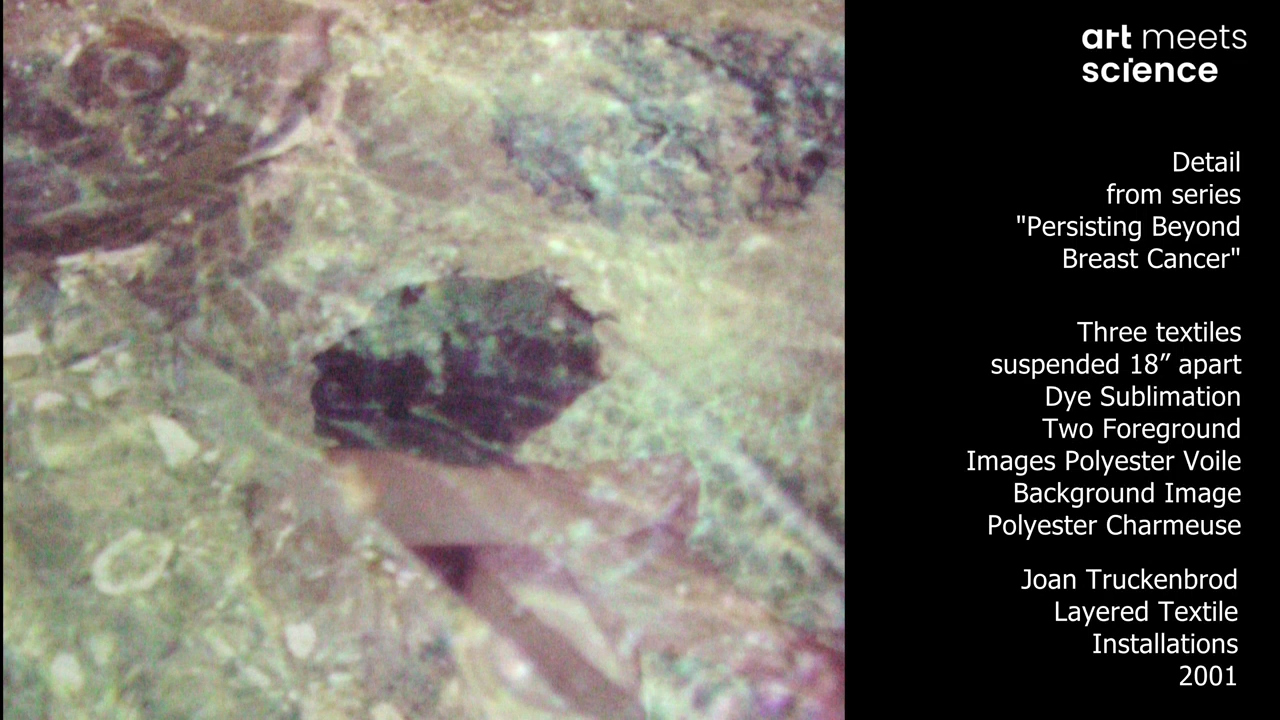 art meets
science
Detail
from series
"Persisting Beyond
Breast Cancer"
Three textiles
suspended 18” apart
Dye Sublimation
Two Foreground
Images Polyester Voile
Background Image
Polyester Charmeuse
Joan Truckenbrod
Layered Textile
Installations
2001